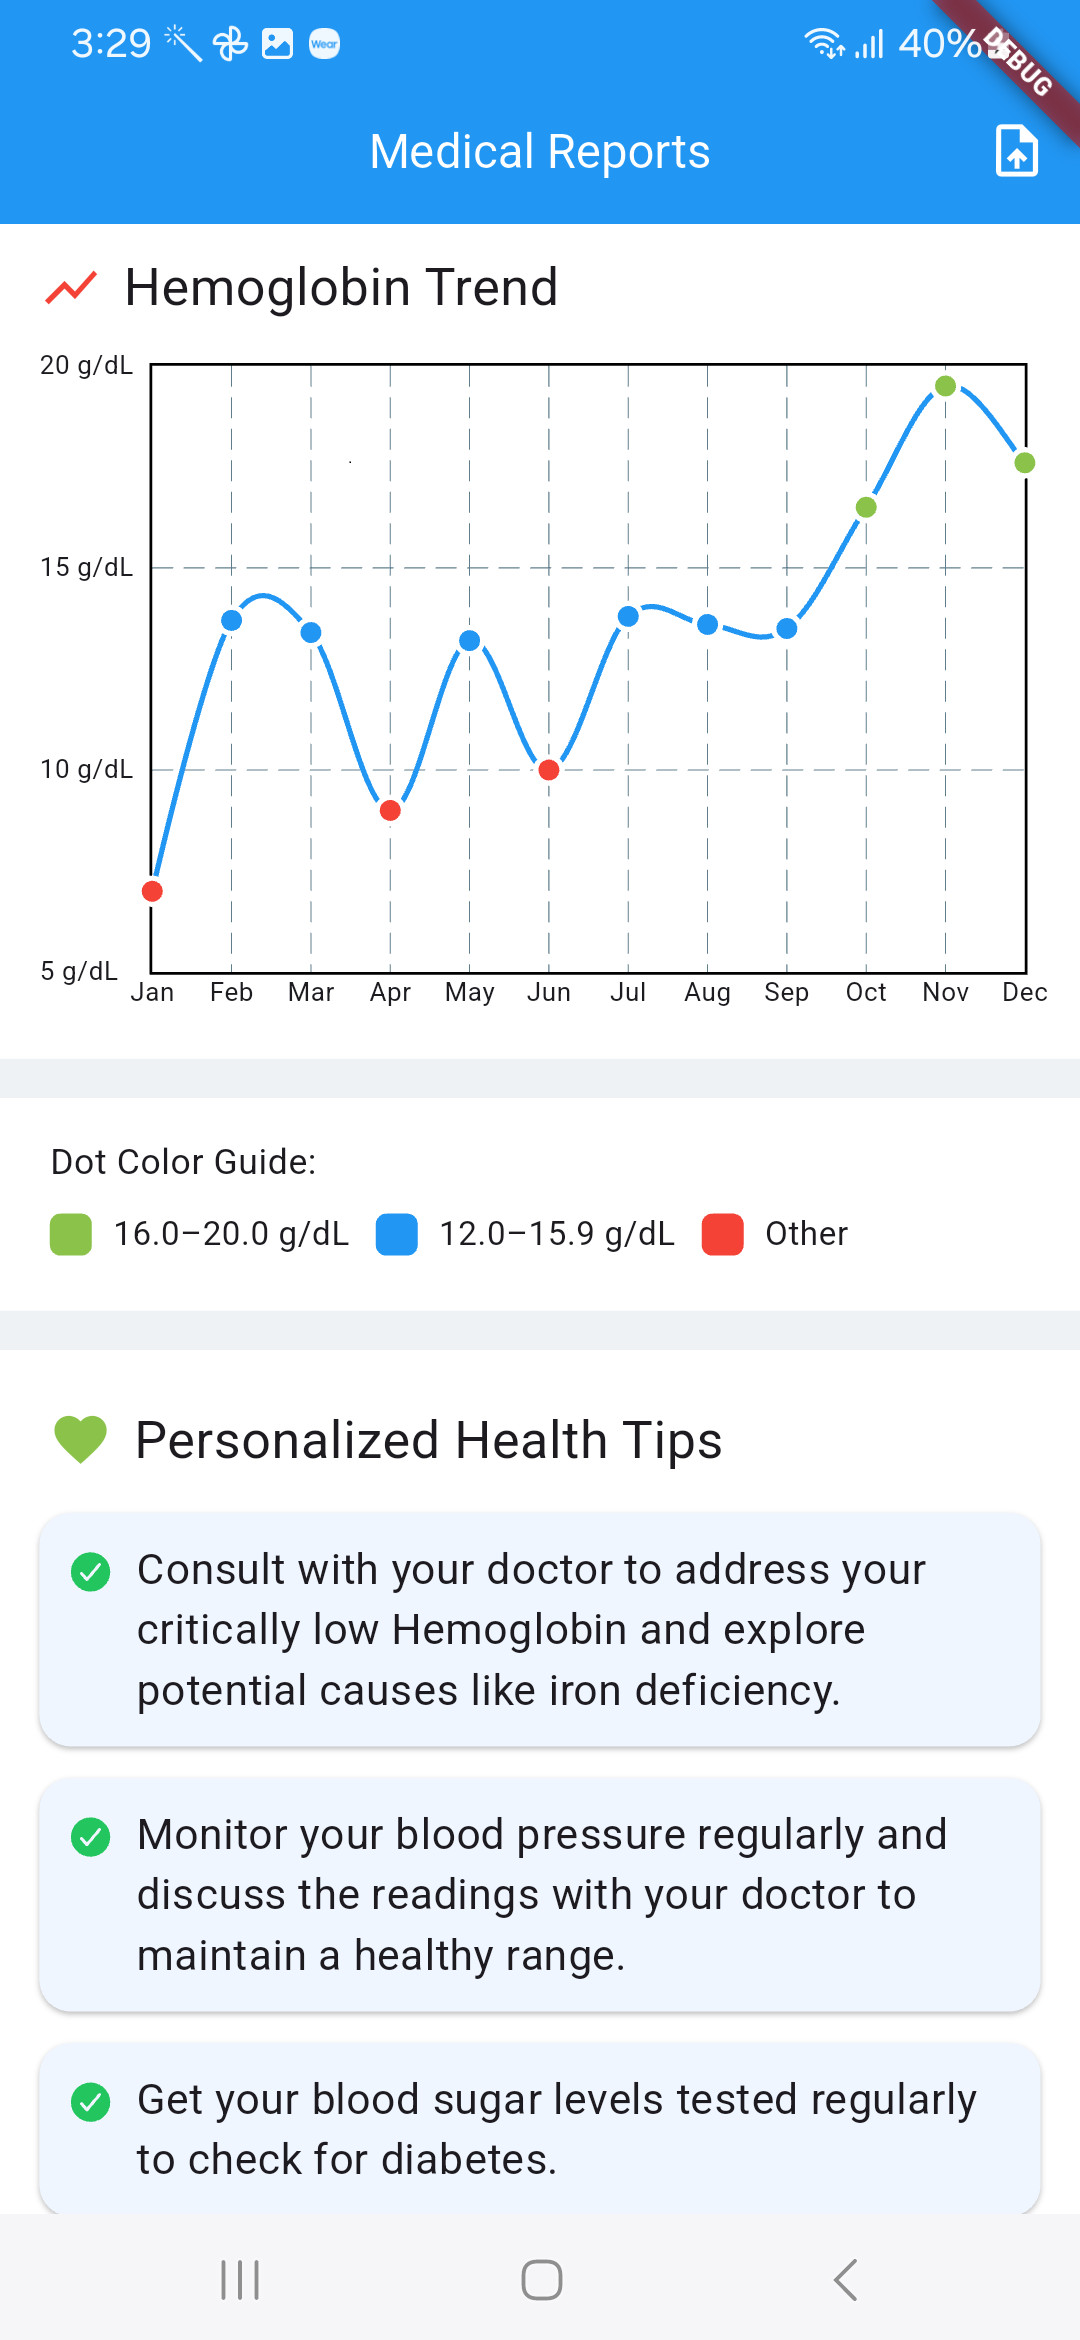 3:29
Wear
40%
DEBUG
Medical Reports
Hemoglobin Trend
20 g/dL
15 g/dL
10 g/dL
5 g/dL
Jan Feb Mar Apr May Jun Jul Aug Sep Oct Nov Dec
Dot Color Guide:
16.0–20.0 g/dL 12.0–15.9 g/dL Other
Personalized Health Tips
Consult with your doctor to address your
critically low Hemoglobin and explore
potential causes like iron deficiency.
Monitor your blood pressure regularly and
discuss the readings with your doctor to
maintain a healthy range.
Get your blood sugar levels tested regularly
to check for diabetes.